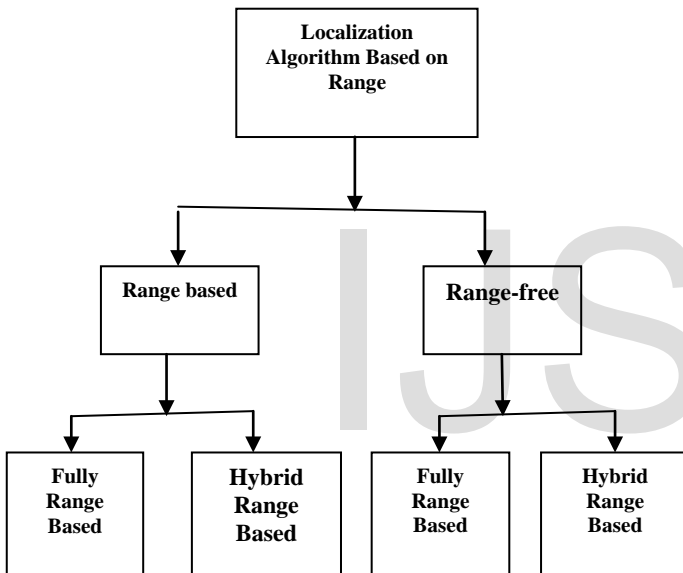 Localization
Algorithm Based on
Range
Range based
Range-free
Fully
Range
Based
Hybrid
Range
Based
Fully
Range
Based
Hybrid
Range
Based
IJS